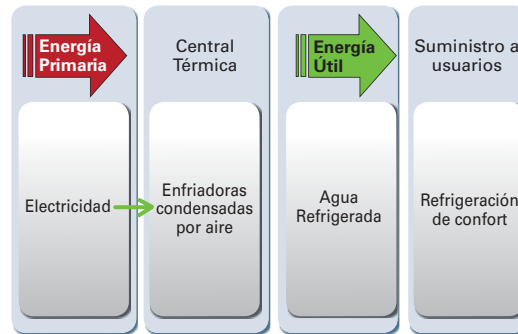 Energía
Primaria
Central
Térmica
Energía
Útil
Suministro a
usuarios
Electricidad
Enfriadoras
condensadas
por aire
Agua
Refrigerada
Refrigeración
de confort